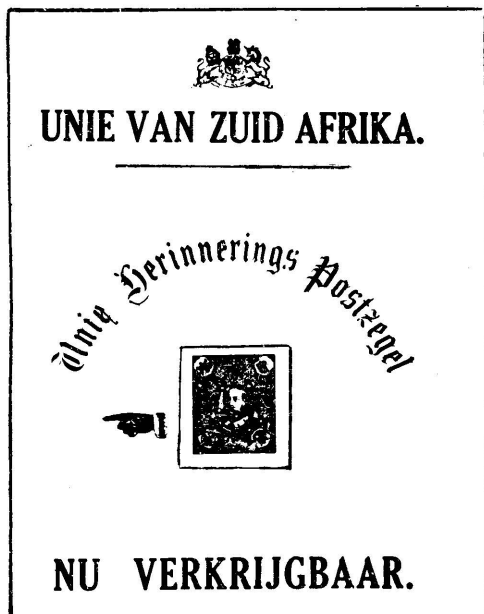 UNIE VAN ZUID AFRIKA.
Unie Herinnerings Postzegel
NU VERKRIJGBAAR.